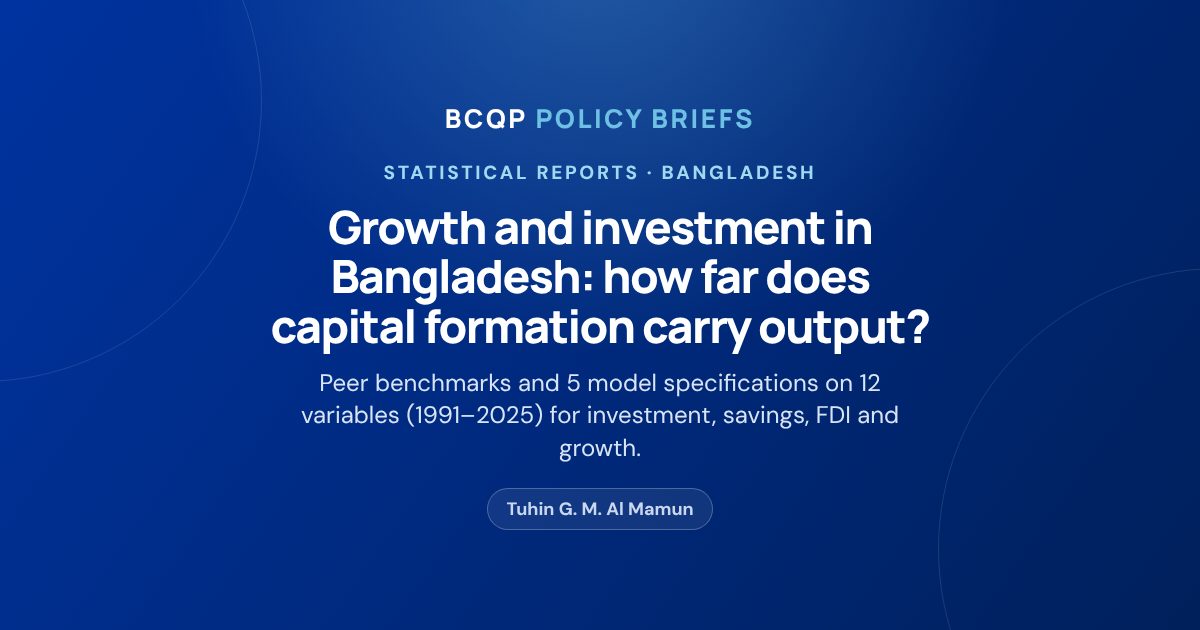 BCQP POLICY BRIEFS
STATISTICAL REPORTS · BANGLADESH
Growth and investment in
Bangladesh: how far does
capital formation carry output?
Peer benchmarks and 5 model specifications on 12
variables (1991–2025) for investment, savings, FDI and
growth.
Tuhin G. M. Al Mamun